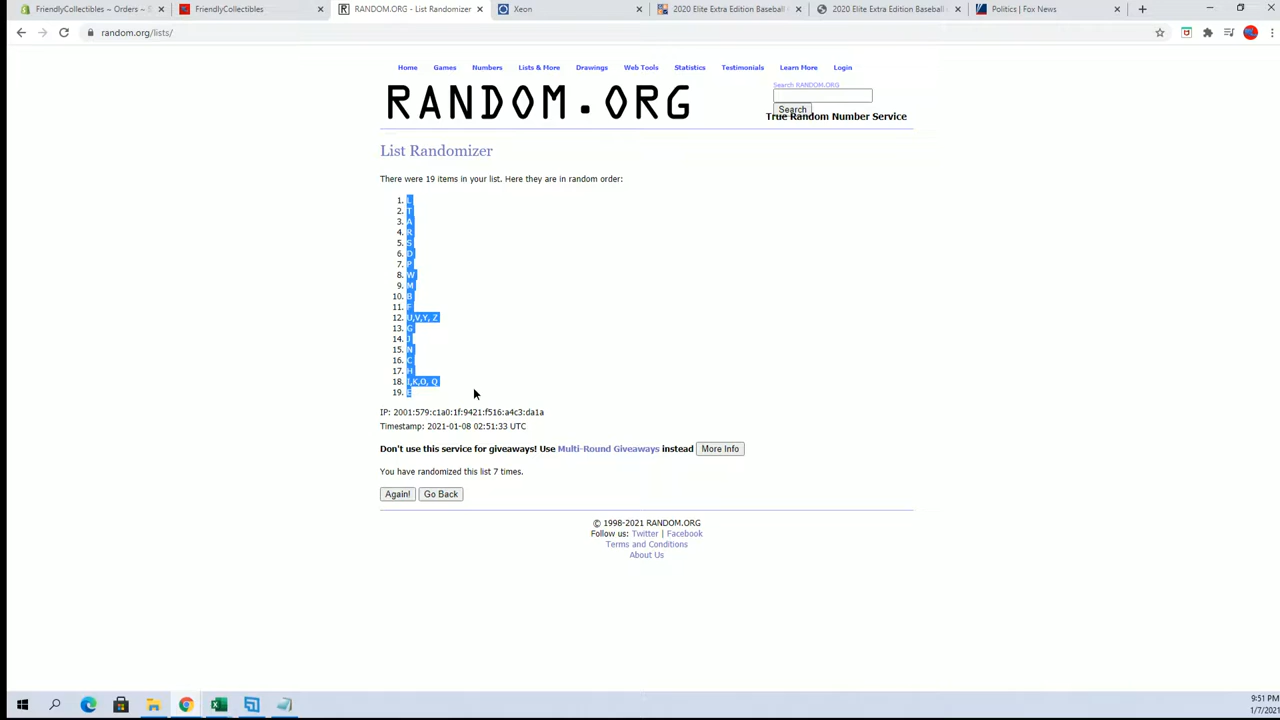 FriendlyCollectibles – Orders – S
FriendlyCollectibles
RANDOM.ORG - List Randomizer
Xeon
2020 Elite Extra Edition Baseball
2020 Elite Extra Edition Baseball
Politics | Fox News
random.org/lists/
Home Games Numbers Lists & More Drawings Web Tools Statistics Testimonials Learn More Login
RANDOM.ORG
Search RANDOM.ORG
Search
True Random Number Service
List Randomizer
There were 19 items in your list. Here they are in random order:
1. L
2. T
3. A
4. R
5. S
6. D
7. P
8. W
9. M
10. B
11. F
12. U,V,Y, Z
13. G
14. J
15. N
16. C
17. H
18. I,K,O, Q
19. E
IP: 2001:579:c1a0:1f:9421:f516:a4c3:da1a
Timestamp: 2021-01-08 02:51:33 UTC
Don't use this service for giveaways! Use Multi-Round Giveaways instead More Info
You have randomized this list 7 times.
Again! Go Back
© 1998-2021 RANDOM.ORG
Follow us: Twitter | Facebook
Terms and Conditions
About Us
9:51 PM
1/7/2021